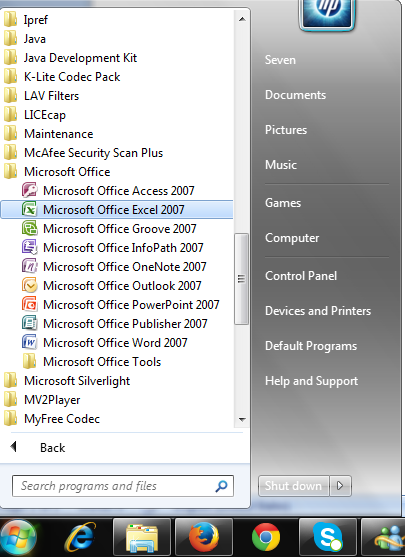 Ipref
Java
Java Development Kit
K-Lite Codec Pack
LAV Filters
LICEcap
Maintenance
McAfee Security Scan Plus
Microsoft Office
Microsoft Office Access 2007
Microsoft Office Excel 2007
Microsoft Office Groove 2007
Microsoft Office InfoPath 2007
Microsoft Office OneNote 2007
Microsoft Office Outlook 2007
Microsoft Office PowerPoint 2007
Microsoft Office Publisher 2007
Microsoft Office Word 2007
Microsoft Office Tools
Microsoft Silverlight
MV2Player
MyFree Codec
Back
Search programs and files
hp
Seven
Documents
Pictures
Music
Games
Computer
Control Panel
Devices and Printers
Default Programs
Help and Support
Shut down